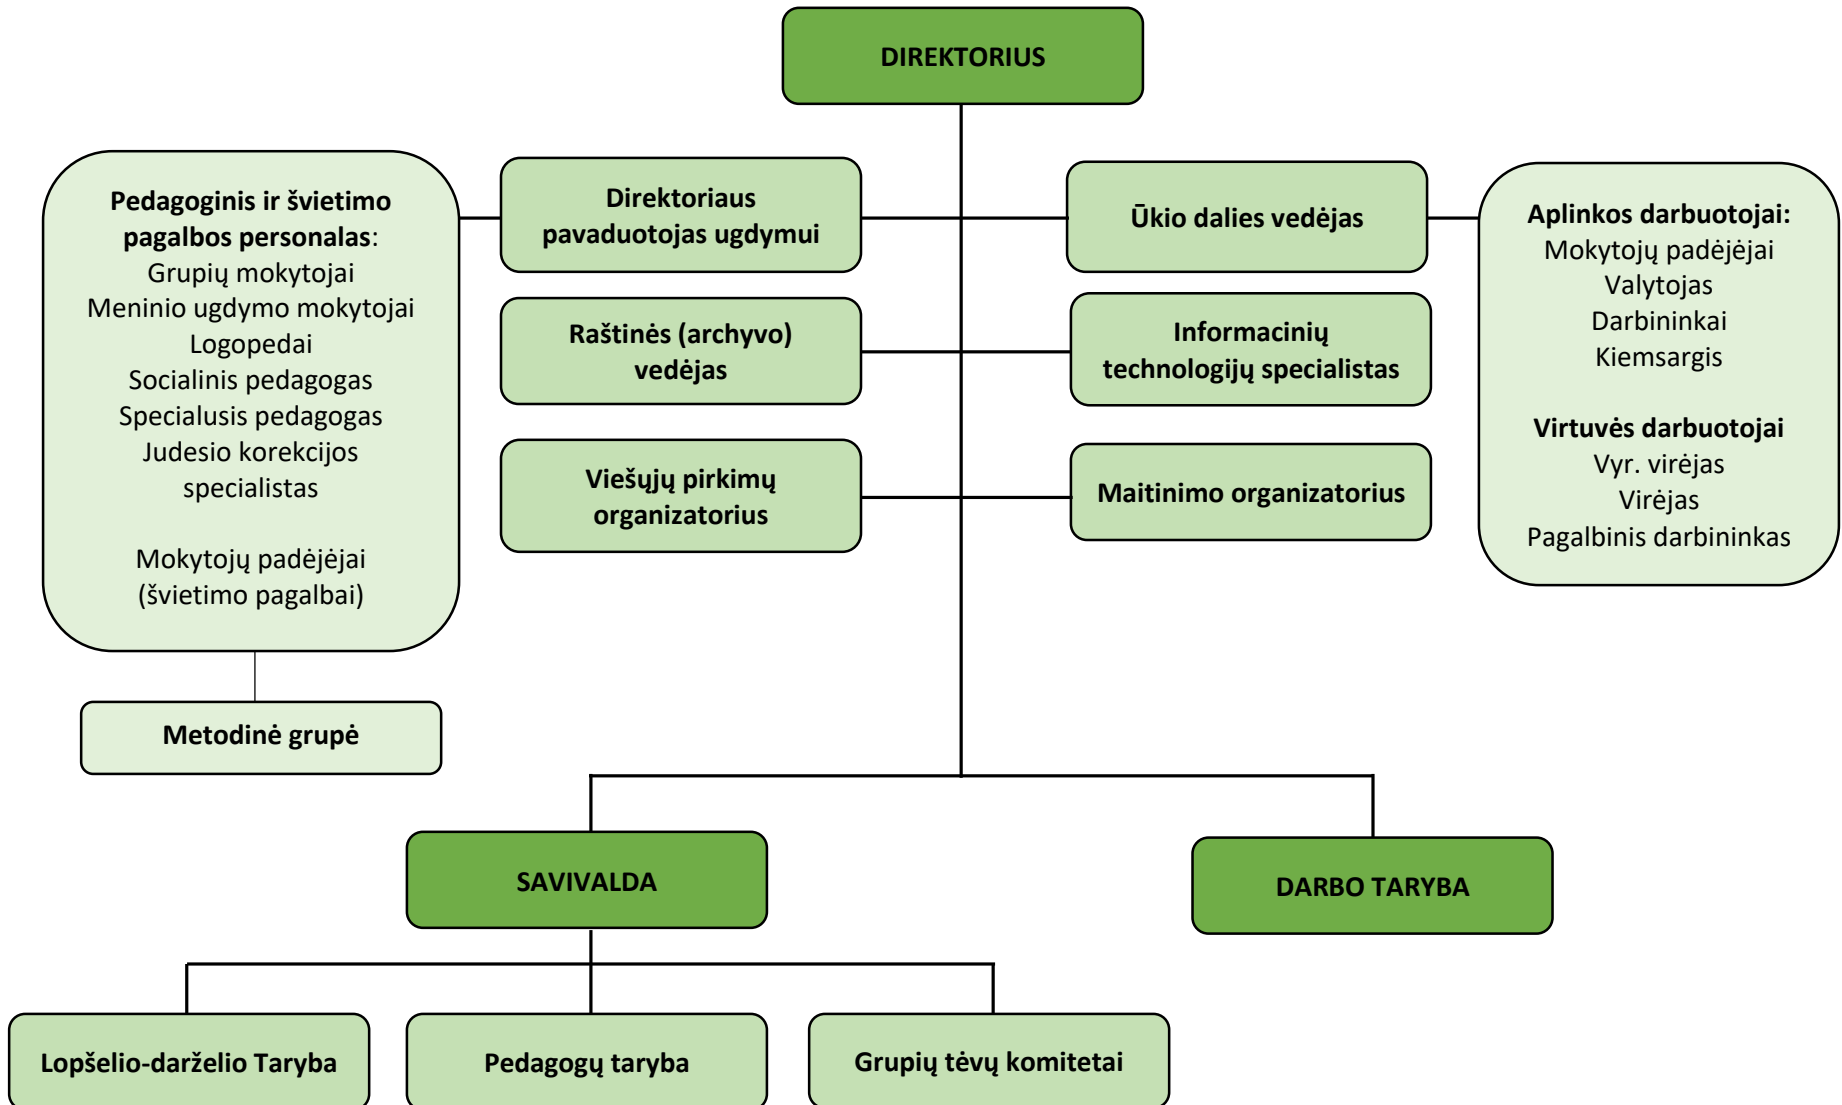 DIREKTORIUS
Pedagoginis ir švietimo
pagalbos personalas:
Grupių mokytojai
Meninio ugdymo mokytojai
Logopedai
Socialinis pedagogas
Specialusis pedagogas
Judesio korekcijos
specialistas
Mokytojų padėjėjai
(švietimo pagalbai)
Direktoriaus
pavaduotojas ugdymui
Ūkio dalies vedėjas
Aplinkos darbuotojai:
Mokytojų padėjėjai
Valytojas
Darbininkai
Kiemsargis
Virtuvės darbuotojai
Vyr. virėjas
Virėjas
Pagalbinis darbininkas
Raštinės (archyvo)
vedėjas
Informacinių
technologijų specialistas
Viešųjų pirkimų
organizatorius
Maitinimo organizatorius
Metodinė grupė
SAVIVALDA
DARBO TARYBA
Lopšelio-darželio Taryba
Pedagogų taryba
Grupių tėvų komitetai